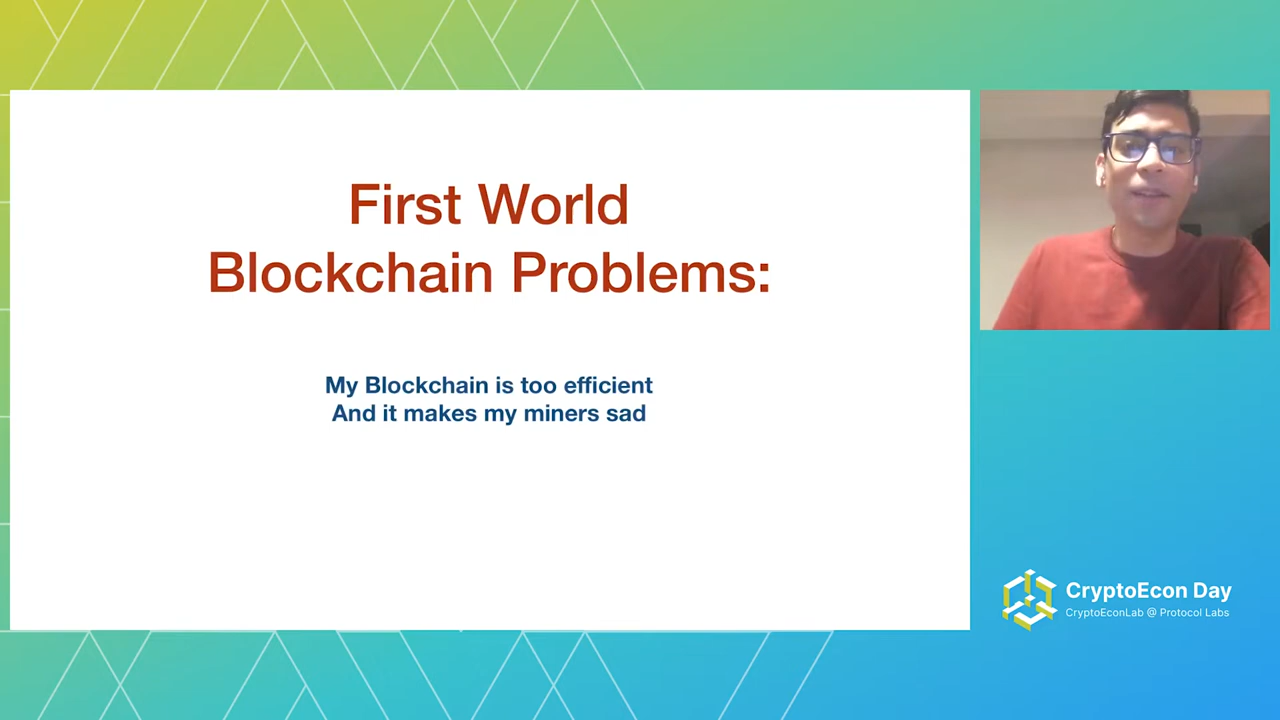 First World
Blockchain Problems:
My Blockchain is too efficient
And it makes my miners sad
CryptoEcon Day
CryptoEconLab @ Protocol Labs